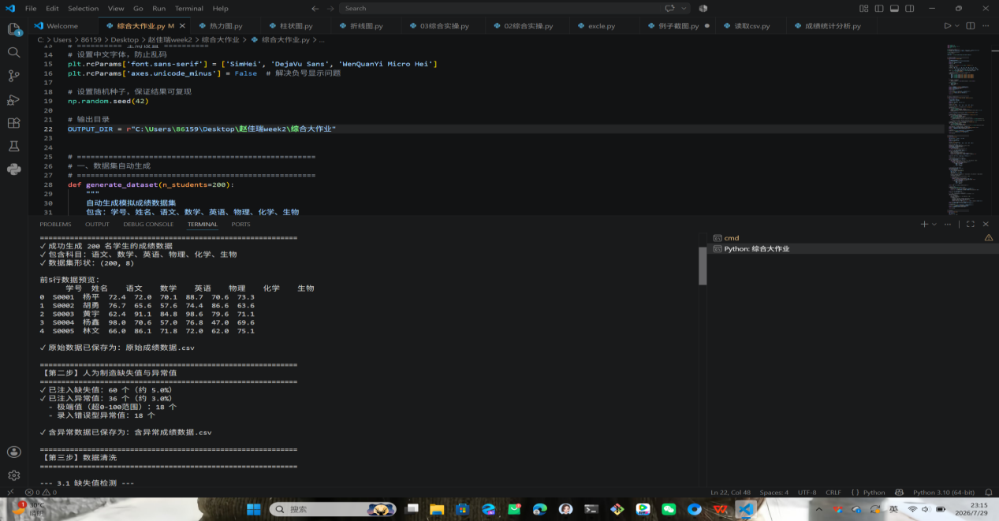 File Edit Selection View Go Run Terminal Help
Search
Welcome
综合大作业.py M
热力图.py
柱状图.py
折线图.py
03综合实操.py
02综合实操.py
excle.py
例子截图.py
读取csv.py
成绩统计分析.py
C: > Users > 86159 > Desktop > 赵佳瑞week2 > 综合大作业 > 综合大作业.py > ...
13 # ========== 全局设置 ==========
14 # 设置中文字体，防止乱码
15 plt.rcParams['font.sans-serif'] = ['SimHei', 'DejaVu Sans', 'WenQuanYi Micro Hei']
16 plt.rcParams['axes.unicode_minus'] = False # 解决负号显示问题
17
18 # 设置随机种子，保证结果可复现
19 np.random.seed(42)
20
21 # 输出目录
22 OUTPUT_DIR = r"C:\Users\86159\Desktop\赵佳瑞week2\综合大作业"
23
24
25 # ===================================================
26 # 一、数据集自动生成
27 # ===================================================
28 def generate_dataset(n_students=200):
29 """
30 自动生成模拟成绩数据集
31 包含：学号、姓名、语文、数学、英语、物理、化学、生物
PROBLEMS OUTPUT DEBUG CONSOLE TERMINAL PORTS
============================================================
✓ 成功生成 200 名学生的成绩数据
✓ 包含科目：语文、数学、英语、物理、化学、生物
✓ 数据集形状：(200, 8)
前5行数据预览：
学号 姓名 语文 数学 英语 物理 化学 生物
0 S0001 杨平 72.4 72.0 70.1 88.7 70.6 73.3
1 S0002 胡勇 76.7 65.6 57.6 74.4 86.6 63.6
2 S0003 黄宇 62.4 91.1 84.8 98.6 79.6 71.1
3 S0004 杨鑫 98.0 70.6 57.0 76.8 47.0 69.6
4 S0005 林文 66.0 86.1 71.8 72.0 62.0 75.1
✓ 原始数据已保存为：原始成绩数据.csv
============================================================
【第二步】人为制造缺失值与异常值
============================================================
✓ 已注入缺失值：60 个（约 5.0%）
✓ 已注入异常值：36 个（约 3.0%）
- 极端值（超0-100范围）：18 个
- 录入错误型异常值：18 个
✓ 含异常数据已保存为：含异常成绩数据.csv
============================================================
【第三步】数据清洗
============================================================
--- 3.1 缺失值检测 ---
cmd
Python: 综合大作业
0 0
Ln 22, Col 48 Spaces: 4 UTF-8 CRLF {} Python Python 3.10 (64-bit)
1
30°C
晴朗
搜索
英
23:15
2026/7/29